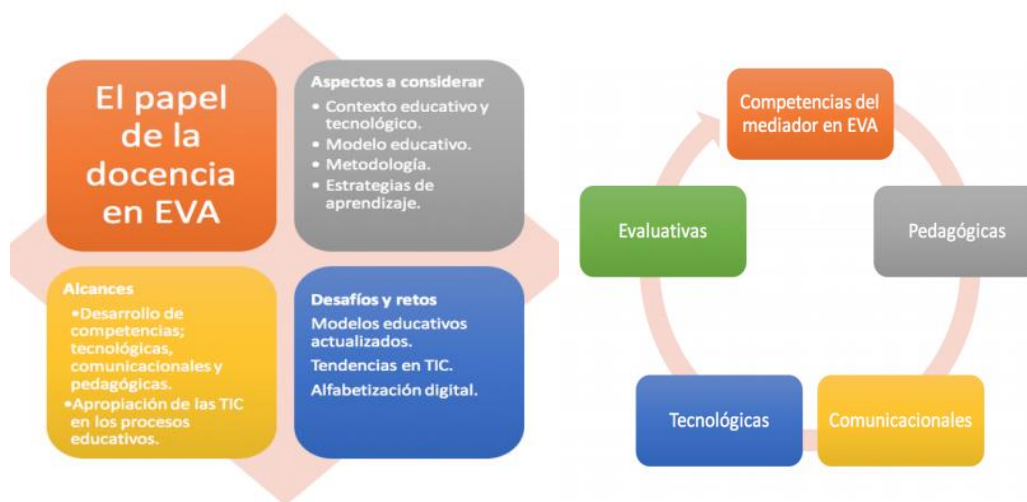 El papel
de la
docencia
en EVA
Aspectos a considerar
• Contexto educativo y
tecnológico.
• Modelo educativo.
• Metodología.
• Estrategias de
aprendizaje.
Alcances
•Desarrollo de
competencias;
tecnológicas,
comunicacionales y
pedagógicas.
•Apropiación de las TIC
en los procesos
educativos.
Desafíos y retos
Modelos educativos
actualizados.
Tendencias en TIC.
Alfabetización digital.
Competencias del
mediador en EVA
Pedagógicas
Comunicacionales
Tecnológicas
Evaluativas